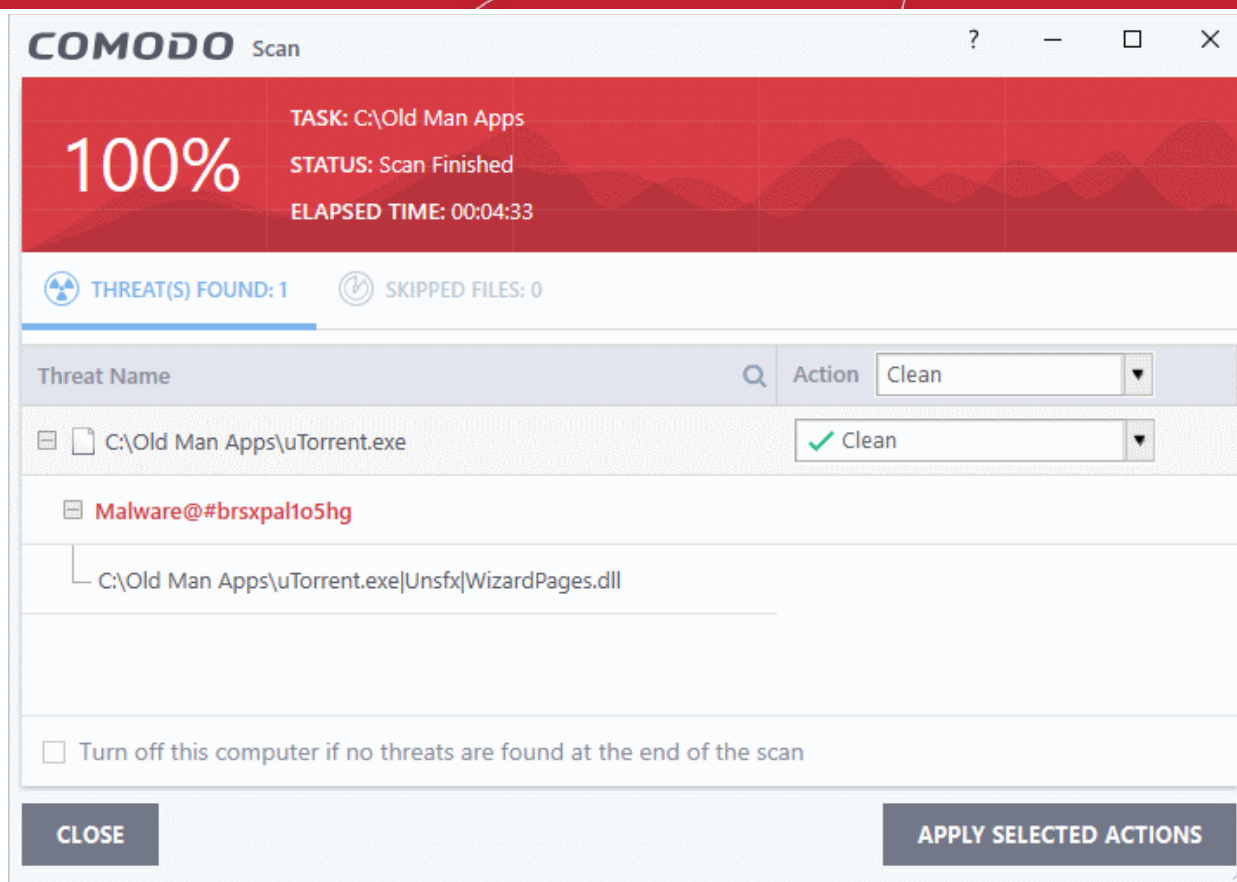 COMODO Scan
?
100%
TASK: C:\Old Man Apps
STATUS: Scan Finished
ELAPSED TIME: 00:04:33
THREAT(S) FOUND: 1
SKIPPED FILES: 0
Threat Name
Action
Clean
C:\Old Man Apps\uTorrent.exe
Clean
Malware@#brsxpal1o5hg
C:\Old Man Apps\uTorrent.exe|Unsfx|WizardPages.dll
Turn off this computer if no threats are found at the end of the scan
CLOSE
APPLY SELECTED ACTIONS